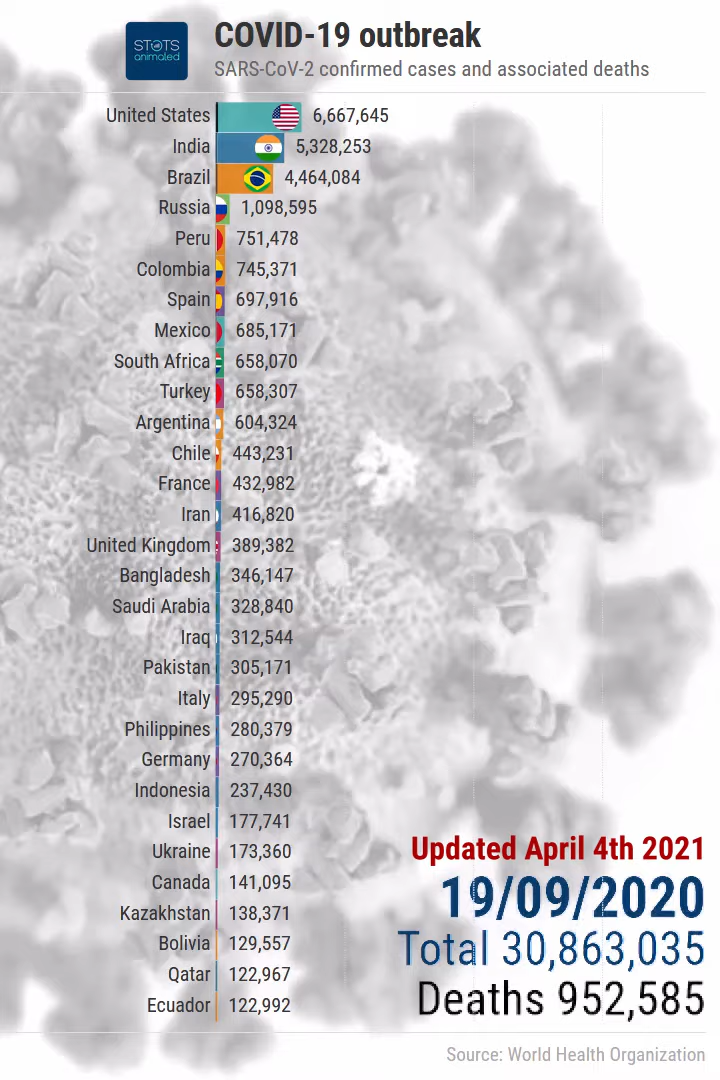 STATS
animated
COVID-19 outbreak
SARS-CoV-2 confirmed cases and associated deaths
United States 6,667,645
India 5,328,253
Brazil 4,464,084
Russia 1,098,595
Peru 751,478
Colombia 745,371
Spain 697,916
Mexico 685,171
South Africa 658,070
Turkey 658,307
Argentina 604,324
Chile 443,231
France 432,982
Iran 416,820
United Kingdom 389,382
Bangladesh 346,147
Saudi Arabia 328,840
Iraq 312,544
Pakistan 305,171
Italy 295,290
Philippines 280,379
Germany 270,364
Indonesia 237,430
Israel 177,741
Ukraine 173,360
Canada 141,095
Kazakhstan 138,371
Bolivia 129,557
Qatar 122,967
Ecuador 122,992
Updated April 4th 2021
19/09/2020
Total 30,863,035
Deaths 952,585
Source: World Health Organization